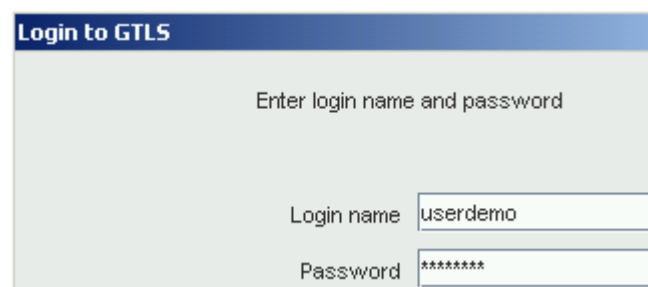 Login to GTLS
Enter login name and password
Login name userdemo
Password ********